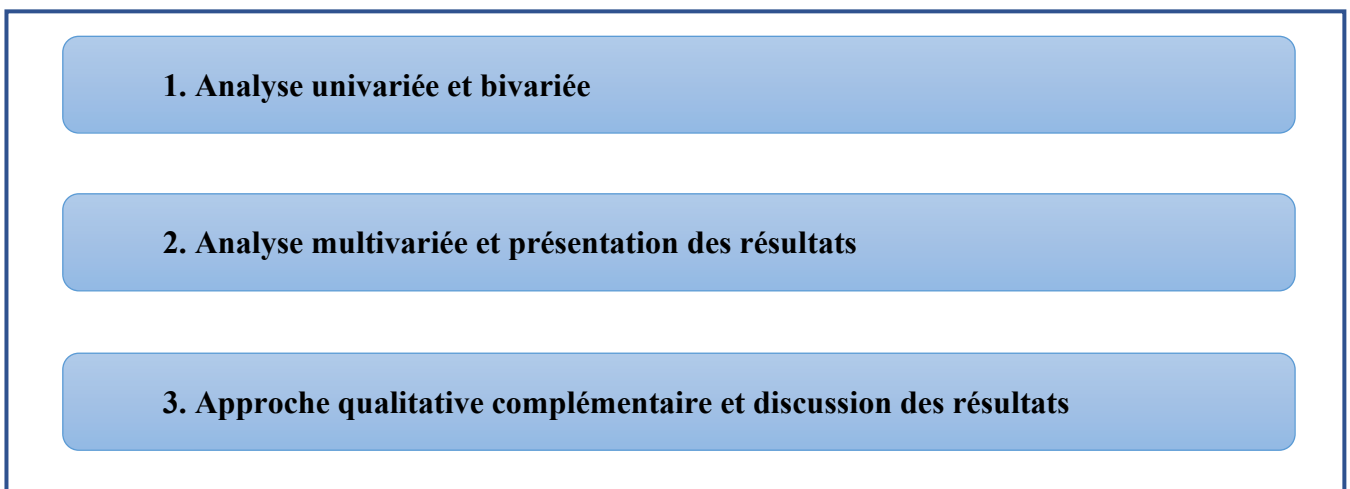 1. Analyse univariée et bivariée
2. Analyse multivariée et présentation des résultats
3. Approche qualitative complémentaire et discussion des résultats